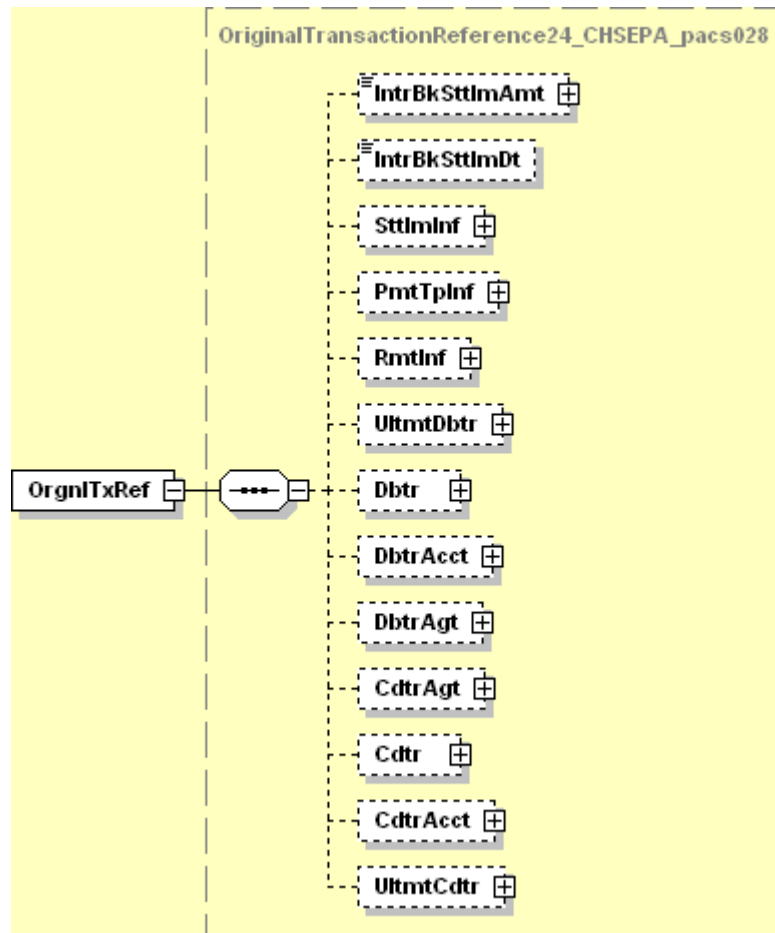 OriginalTransactionReference24_CHSEPA_pacs028
IntrBkSttlmAmt
IntrBkSttlmDt
SttlmInf
PmtTpInf
RmtInf
UltmtDbtr
OrgnlTxRef
Dbtr
DbtrAcct
DbtrAgt
CdtrAgt
Cdtr
CdtrAcct
UltmtCdtr